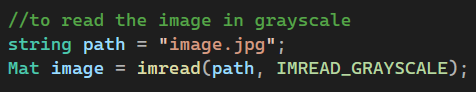 //to read the image in grayscale
string path = "image.jpg";
Mat image = imread(path, IMREAD_GRAYSCALE);